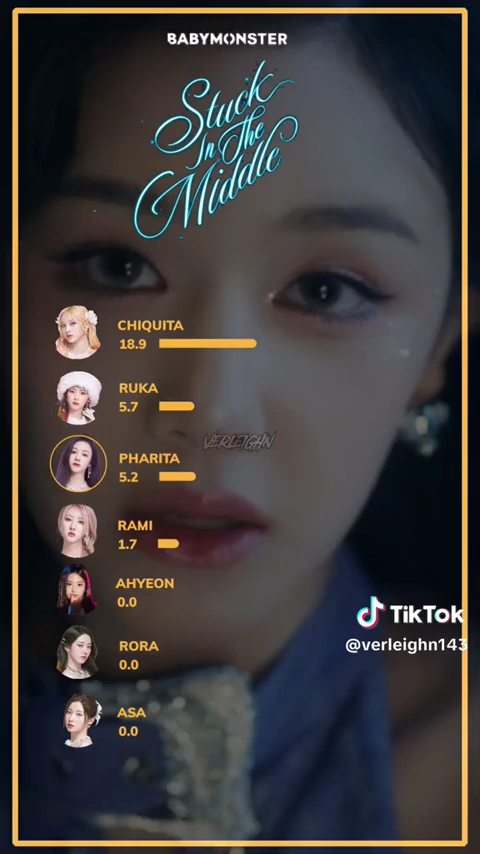 BABYMONSTER
Stuck
In The
Middle
CHIQUITA
18.9
RUKA
5.7
VERLEIGHN
PHARITA
5.2
RAMI
1.7
AHYEON
0.0
TikTok
@verleighn143
RORA
0.0
ASA
0.0